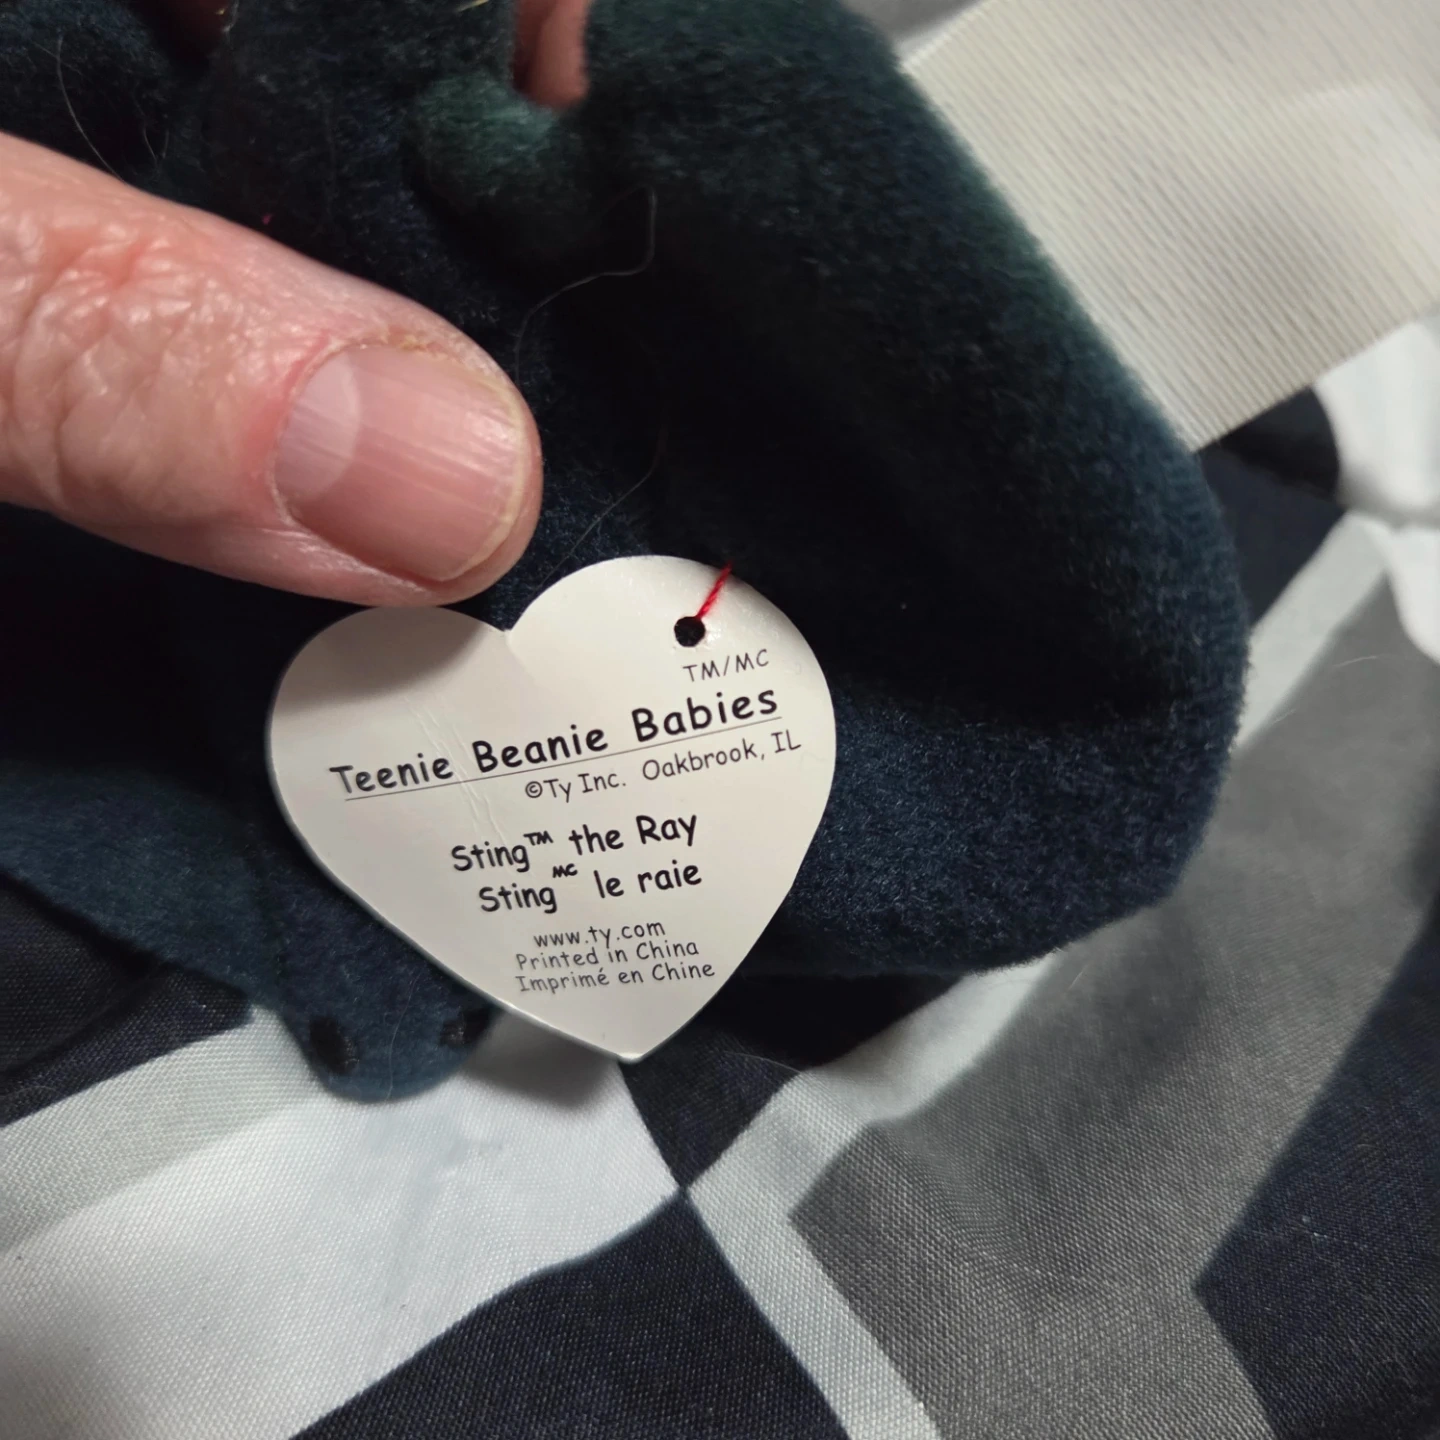 TM/MC
Teenie Beanie Babies
©Ty Inc. Oakbrook, IL
Sting™ the Ray
Sting MC le raie
www.ty.com
Printed in China
Imprimé en Chine